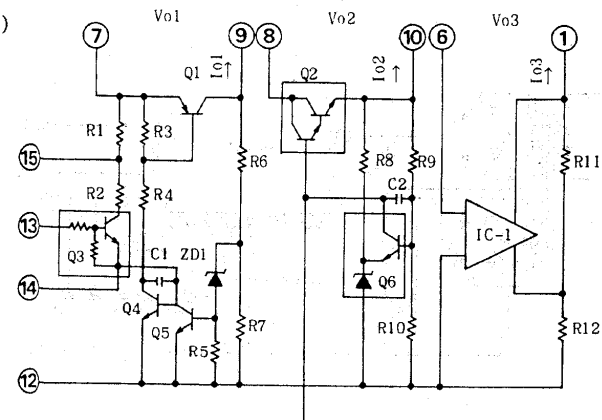 )
Vo1 Vo2 Vo3
7 9 8 10 6 1
Io1↑ Io2↑ Io3↑
Q1 Q2
R1 R3
15
R6 R8 R9 R11
R2 R4
C2
13
Q3
IC-1
C1 ZD1
14
Q6
Q4
Q5
R5 R7 R10 R12
12